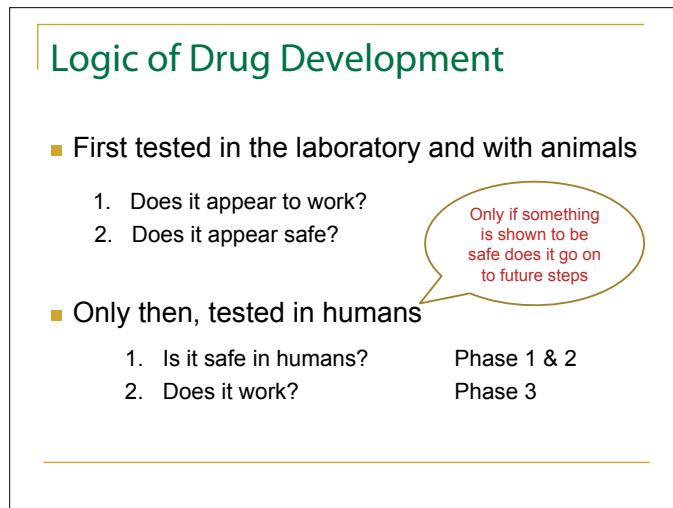 Logic of Drug Development
First tested in the laboratory and with animals
1. Does it appear to work?
2. Does it appear safe?
Only if something
is shown to be
safe does it go on
to future steps
Only then, tested in humans
1. Is it safe in humans? Phase 1 & 2
2. Does it work? Phase 3